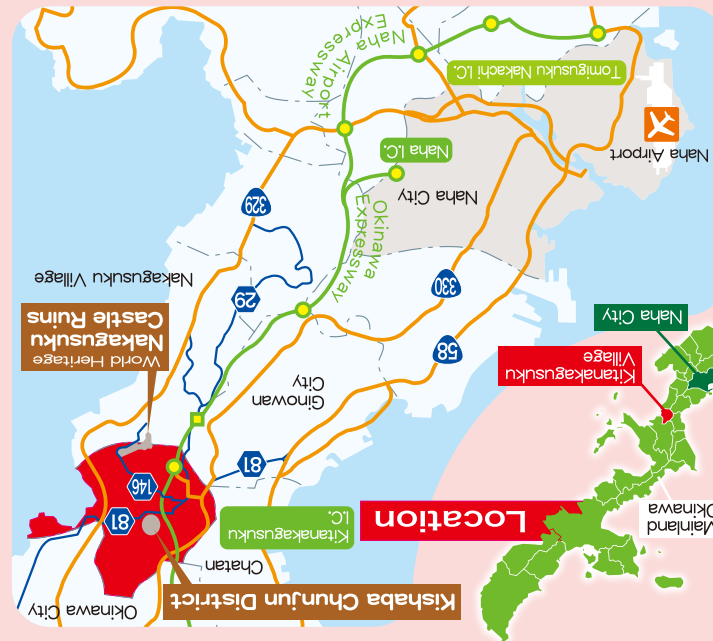 Kishaba Chunjun District
Okinawa City
Chatan
Location
Kitanakagusuku
I.C.
81
146
81
Mainland
Okinawa
Kitanakagusuku
Village
Naha City
Ginowan
City
World Heritage
Nakagusuku
Castle Ruins
Nakagusuku Village
58
330
29
329
Okinawa
Expressway
Naha City
Naha I.C.
Naha Airport
Naha Airport
Expressway
Tomigusuku Nakachi I.C.